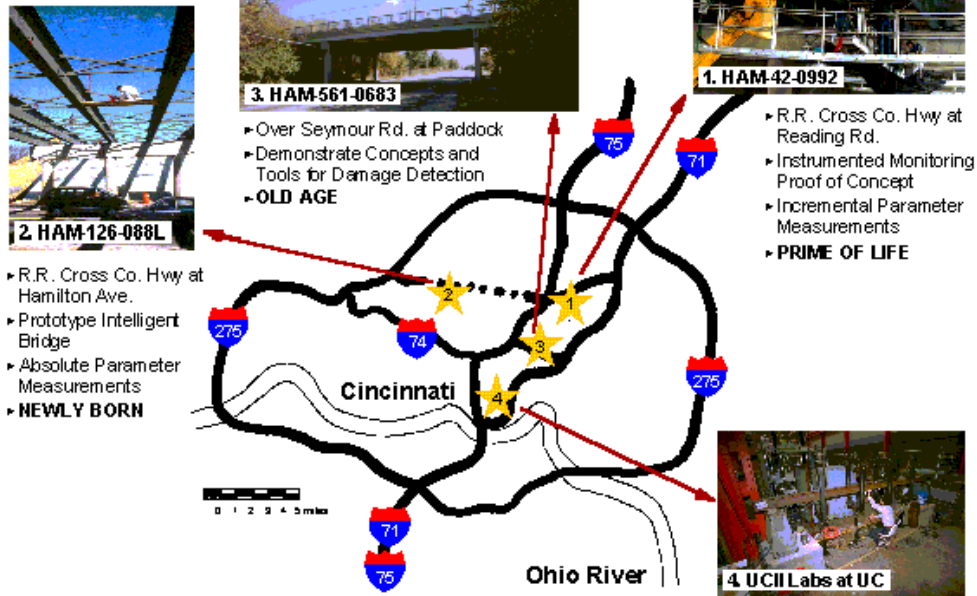 3. HAM-561-0683
▸Over Seymour Rd. at Paddock
▸Demonstrate Concepts and
Tools for Damage Detection
▸OLD AGE
1. HAM-42-0992
▸R.R. Cross Co. Hwy at
Reading Rd.
▸Instrumented Monitoring
Proof of Concept
▸Incremental Parameter
Measurements
▸PRIME OF LIFE
2. HAM-126-088L
▸R.R. Cross Co. Hwy at
Hamilton Ave.
▸Prototype Intelligent
Bridge
▸Absolute Parameter
Measurements
▸NEWLY BORN
75
71
2
1
3
4
275
74
275
Cincinnati
0 1 2 3 4 5 miles
71
75
Ohio River
4. UCII Labs at UC